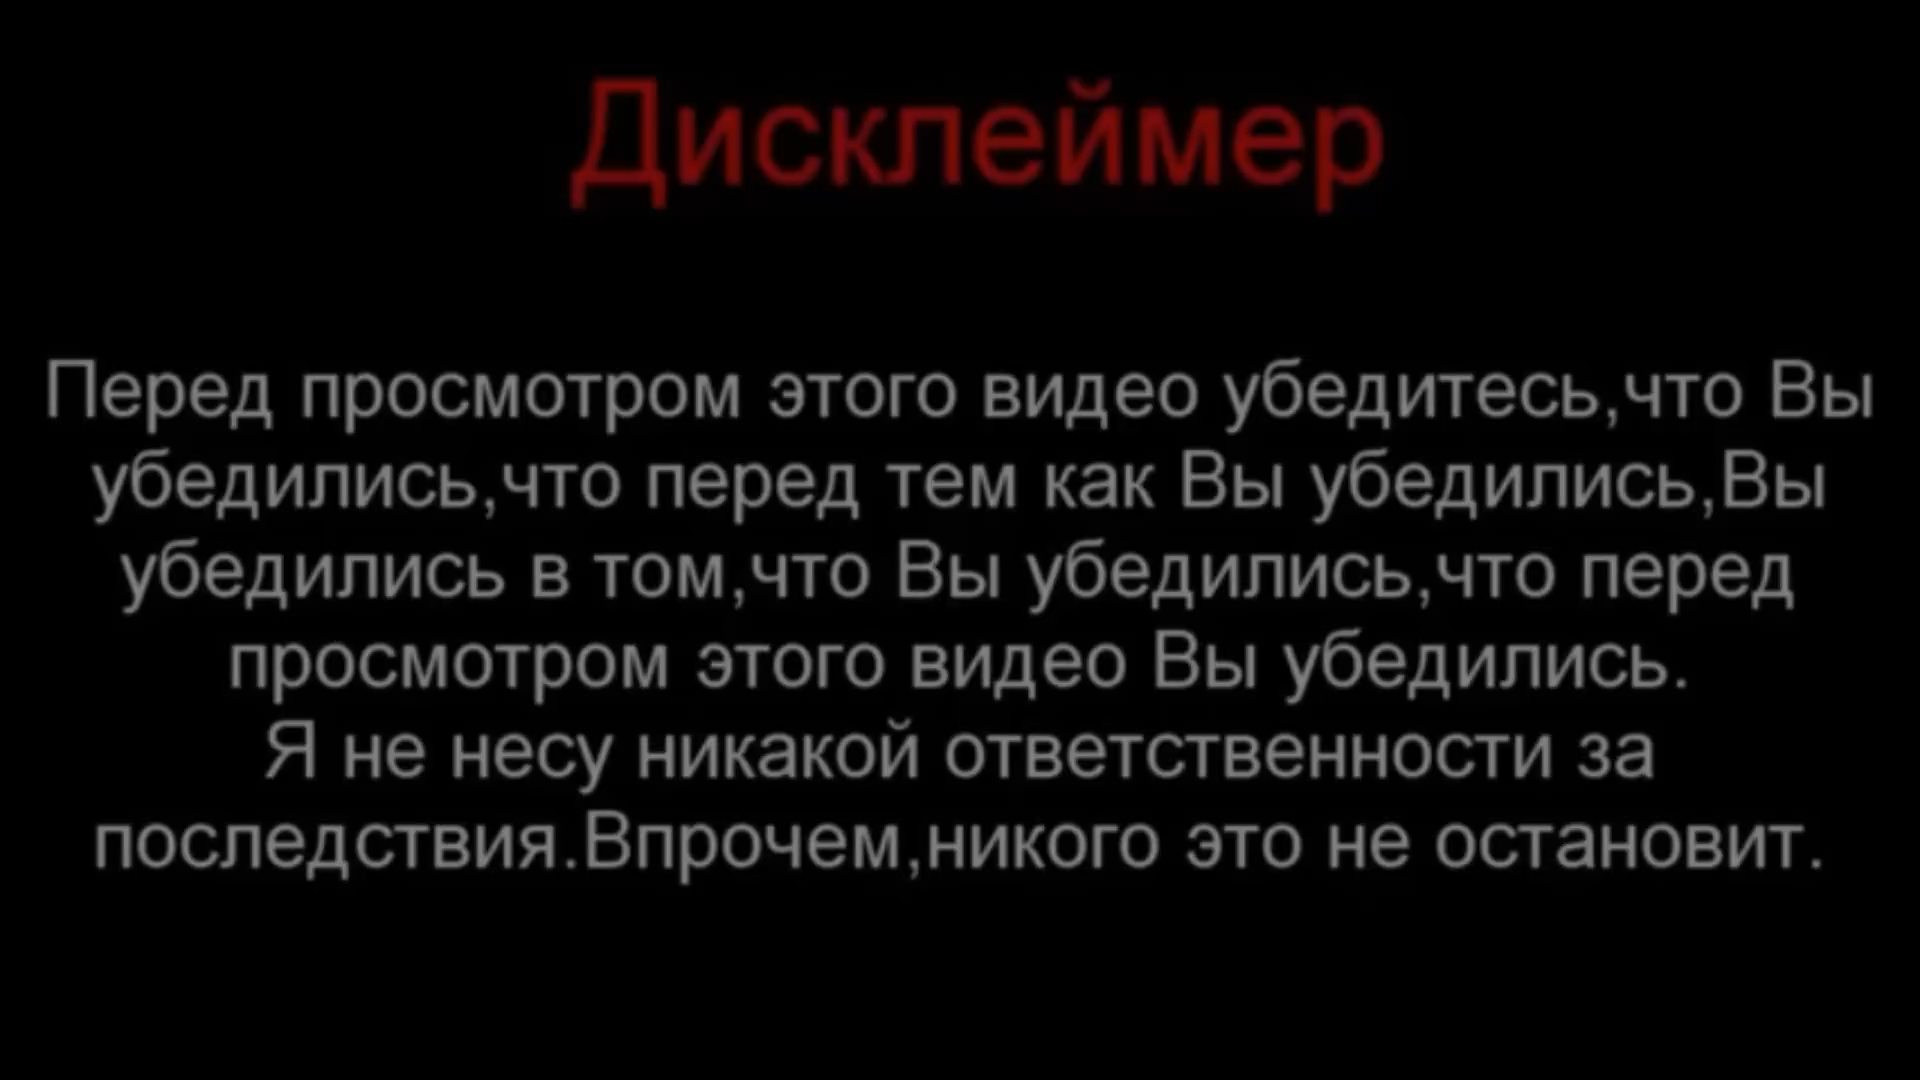 Дисклеймер
Перед просмотром этого видео убедитесь,что Вы
убедились,что перед тем как Вы убедились,Вы
убедились в том,что Вы убедились,что перед
просмотром этого видео Вы убедились.
Я не несу никакой ответственности за
последствия.Впрочем,никого это не остановит.